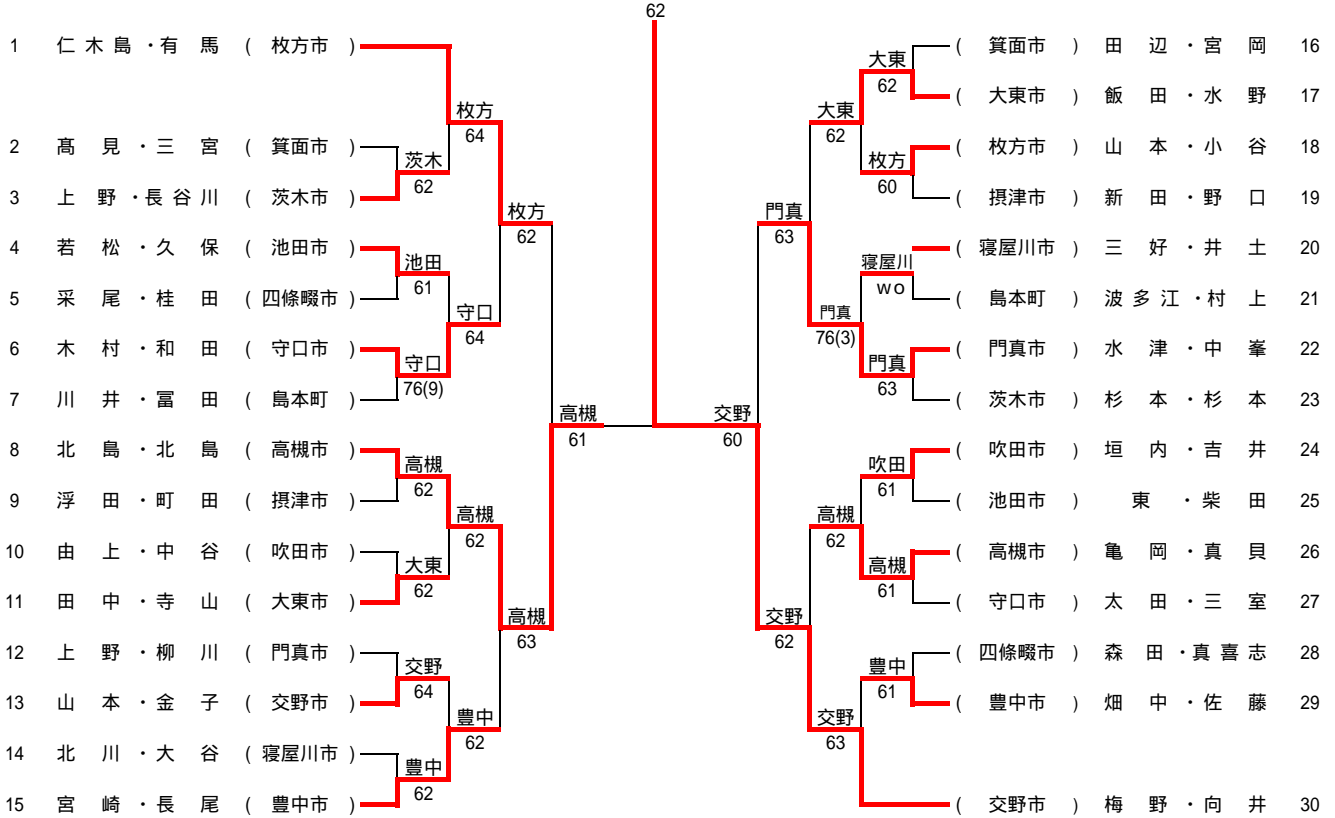 62
1 仁木島・有馬 ( 枚方市 )
枚方
64
2 髙見・三宮 ( 箕面市 )
茨木
62
3 上野・長谷川 ( 茨木市 )
枚方
62
4 若松・久保 ( 池田市 )
池田
61
5 采尾・桂田 ( 四條畷市 )
守口
64
6 木村・和田 ( 守口市 )
守口
76(9)
7 川井・冨田 ( 島本町 )
高槻
61
8 北島・北島 ( 高槻市 )
高槻
62
9 浮田・町田 ( 摂津市 )
高槻
62
10 由上・中谷 ( 吹田市 )
大東
62
11 田中・寺山 ( 大東市 )
高槻
63
12 上野・柳川 ( 門真市 )
交野
64
13 山本・金子 ( 交野市 )
豊中
62
14 北川・大谷 ( 寝屋川市 )
豊中
62
15 宮崎・長尾 ( 豊中市 )
( 箕面市 ) 田辺・宮岡 16
大東
62
( 大東市 ) 飯田・水野 17
大東
62
( 枚方市 ) 山本・小谷 18
枚方
60
( 摂津市 ) 新田・野口 19
門真
63
( 寝屋川市 ) 三好・井土 20
寝屋川
wo
( 島本町 ) 波多江・村上 21
門真
76(3)
( 門真市 ) 水津・中峯 22
門真
63
( 茨木市 ) 杉本・杉本 23
交野
60
( 吹田市 ) 垣内・吉井 24
吹田
61
( 池田市 ) 東・柴田 25
高槻
62
( 高槻市 ) 亀岡・真貝 26
高槻
61
( 守口市 ) 太田・三室 27
交野
62
( 四條畷市 ) 森田・真喜志 28
豊中
61
( 豊中市 ) 畑中・佐藤 29
交野
63
( 交野市 ) 梅野・向井 30